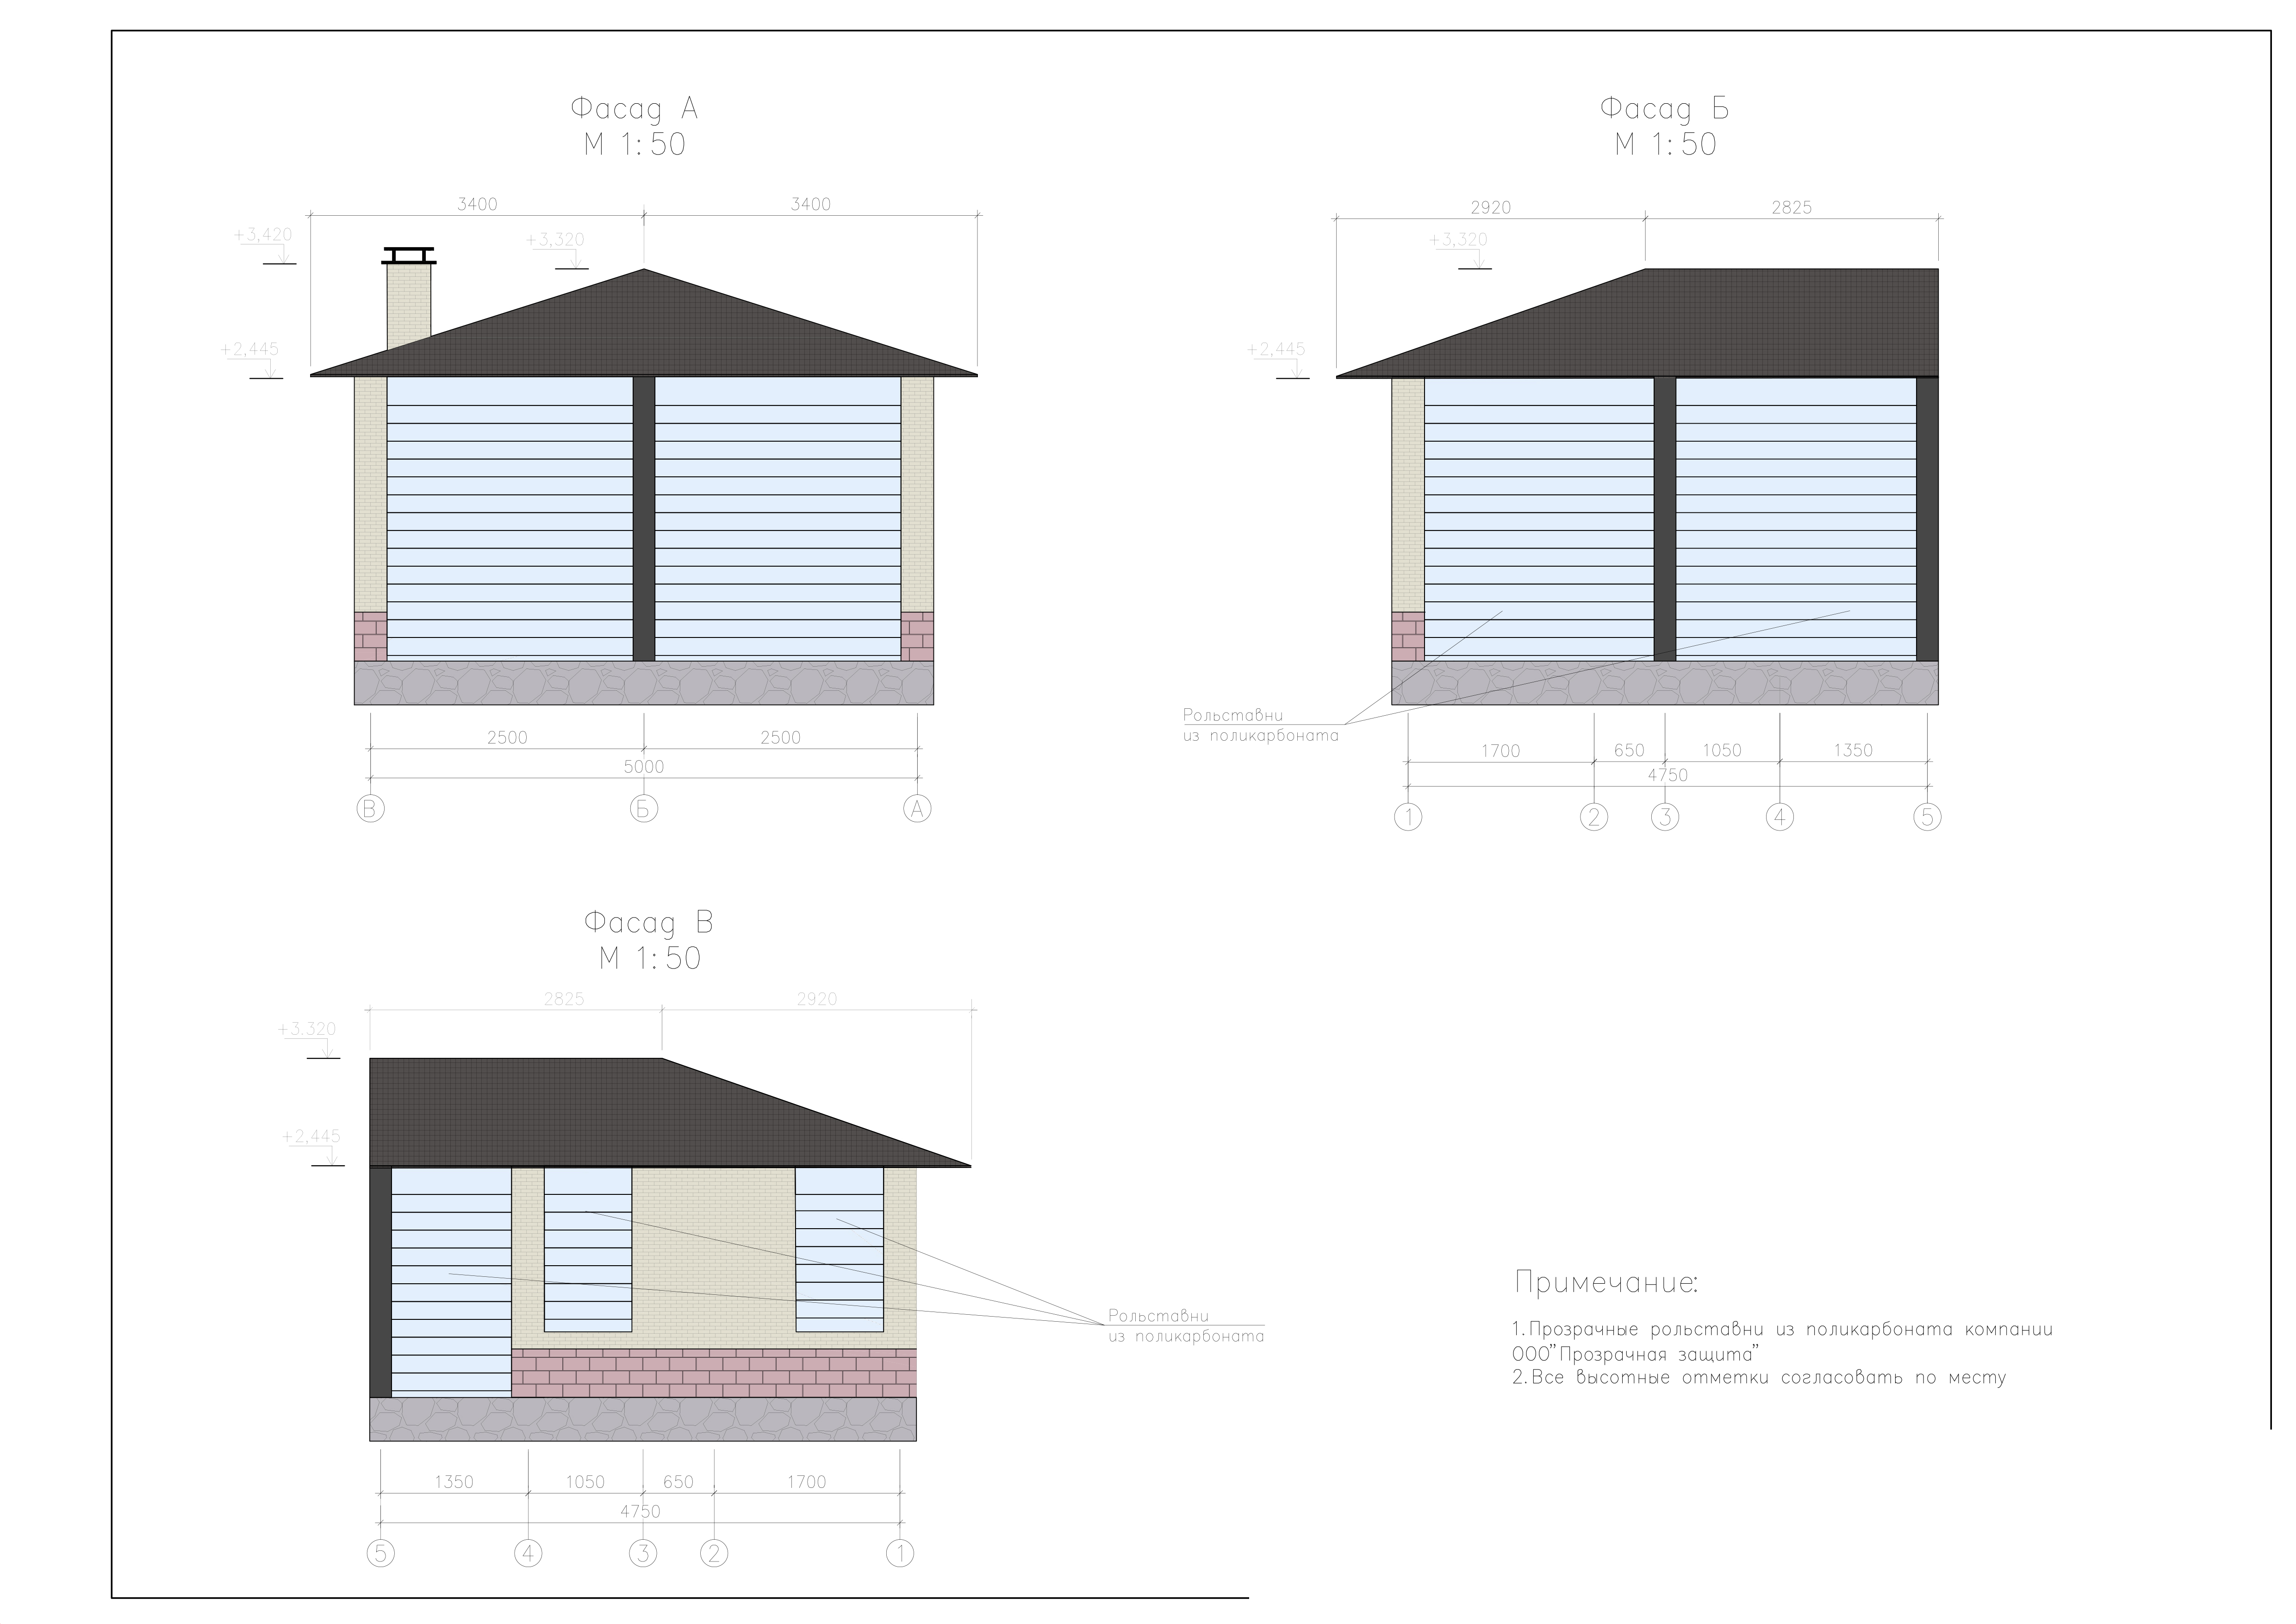 Фасад А
М 1:50
3400
3400
+3,420
+3,320
+2,445
2500
2500
5000
В
Б
А
Фасад Б
М 1:50
2920
2825
+3,320
+2,445
Рольставни
из поликарбоната
1700
650
1050
1350
4750
1
2
3
4
5
Фасад В
М 1:50
2825
2920
+3.320
+2,445
Рольставни
из поликарбоната
1350
1050
650
1700
4750
5
4
3
2
1
Примечание:
1.Прозрачные рольставни из поликарбоната компании
ООО"Прозрачная защита"
2.Все высотные отметки согласовать по месту